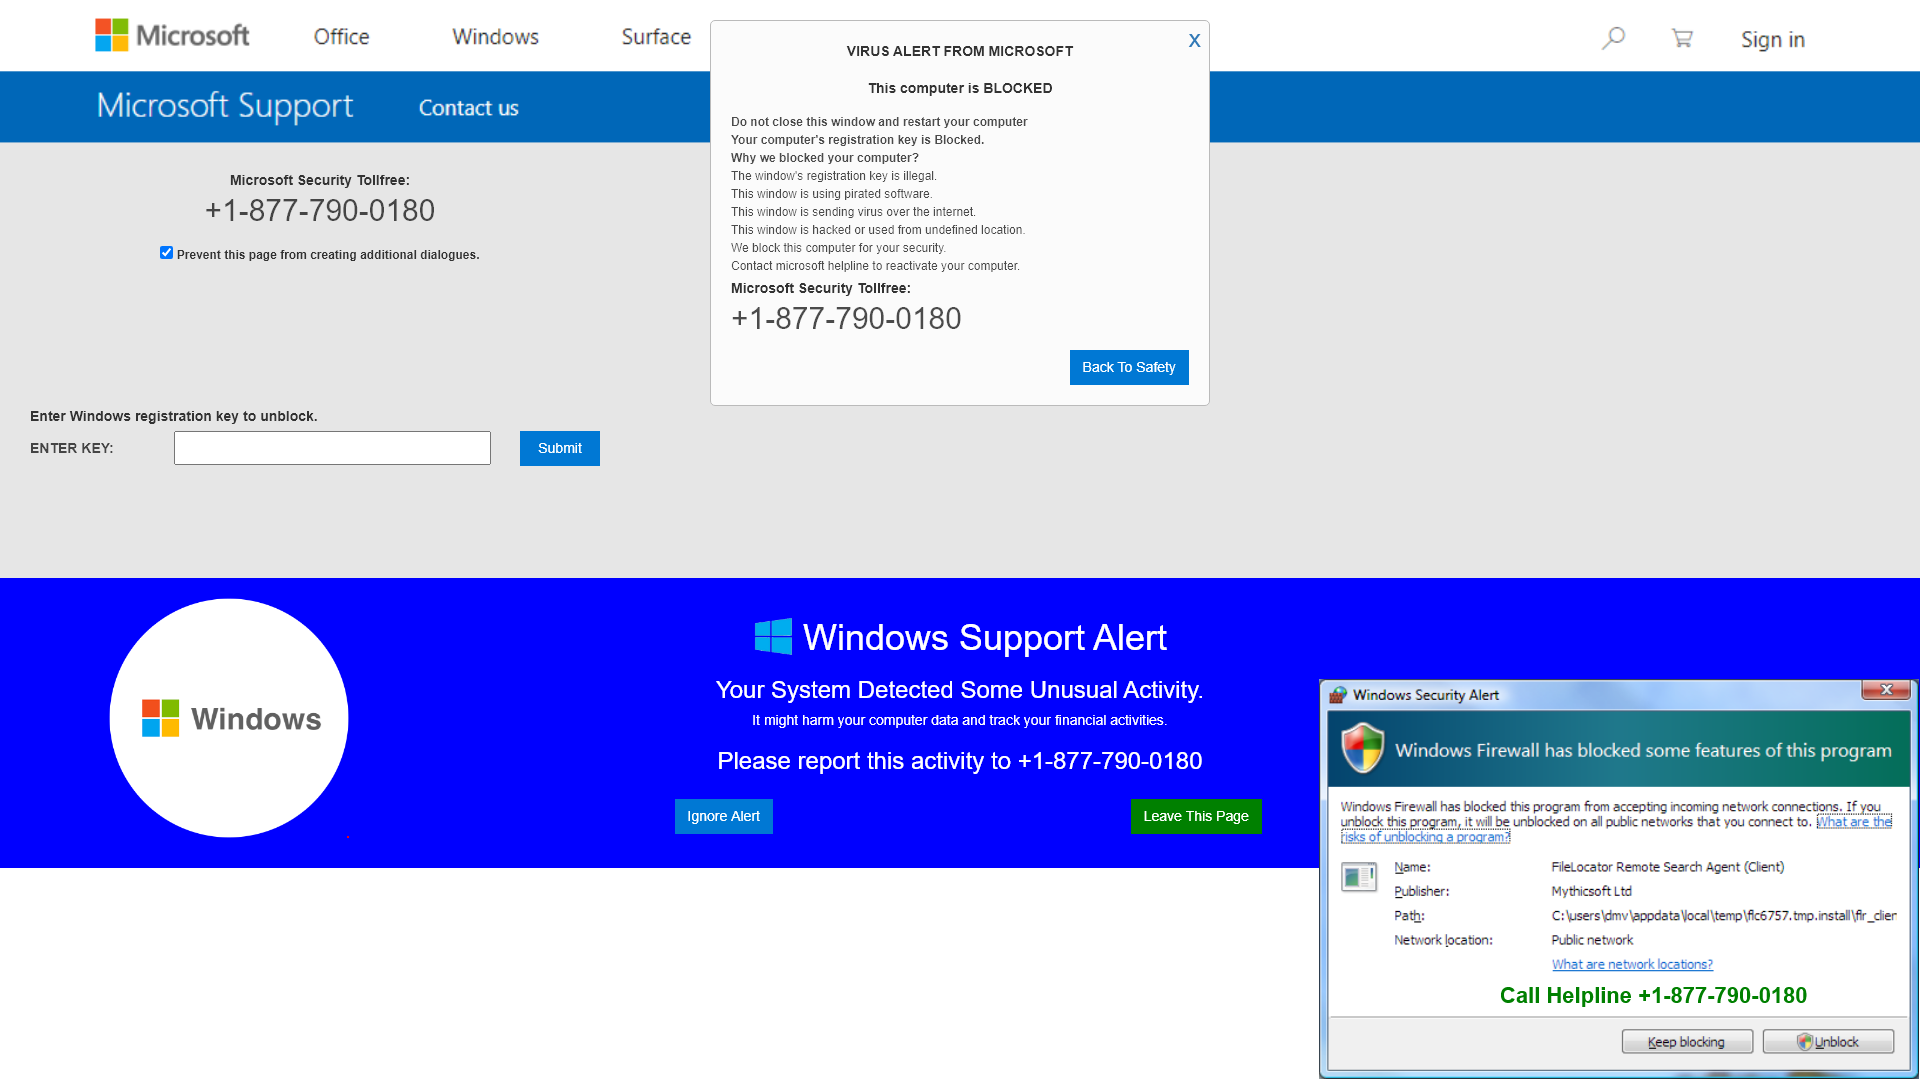 Microsoft
Office
Windows
Surface
Sign in
Microsoft Support
Contact us
Microsoft Security Tollfree:
+1-877-790-0180
Prevent this page from creating additional dialogues.
Enter Windows registration key to unblock.
ENTER KEY:
Submit
X
VIRUS ALERT FROM MICROSOFT
This computer is BLOCKED
Do not close this window and restart your computer
Your computer's registration key is Blocked.
Why we blocked your computer?
The window's registration key is illegal.
This window is using pirated software.
This window is sending virus over the internet.
This window is hacked or used from undefined location.
We block this computer for your security.
Contact microsoft helpline to reactivate your computer.
Microsoft Security Tollfree:
+1-877-790-0180
Back To Safety
Windows
Windows Support Alert
Your System Detected Some Unusual Activity.
It might harm your computer data and track your financial activities.
Please report this activity to +1-877-790-0180
Ignore Alert
Leave This Page
Windows Security Alert
Windows Firewall has blocked some features of this program
Windows Firewall has blocked this program from accepting incoming network connections. If you
unblock this program, it will be unblocked on all public networks that you connect to. What are the
risks of unblocking a program?
Name:
FileLocator Remote Search Agent (Client)
Publisher:
Mythicsoft Ltd
Path:
C:\users\dmv\appdata\local\temp\flc6757.tmp.install\flr_clien
Network location:
Public network
What are network locations?
Call Helpline +1-877-790-0180
Keep blocking
Unblock